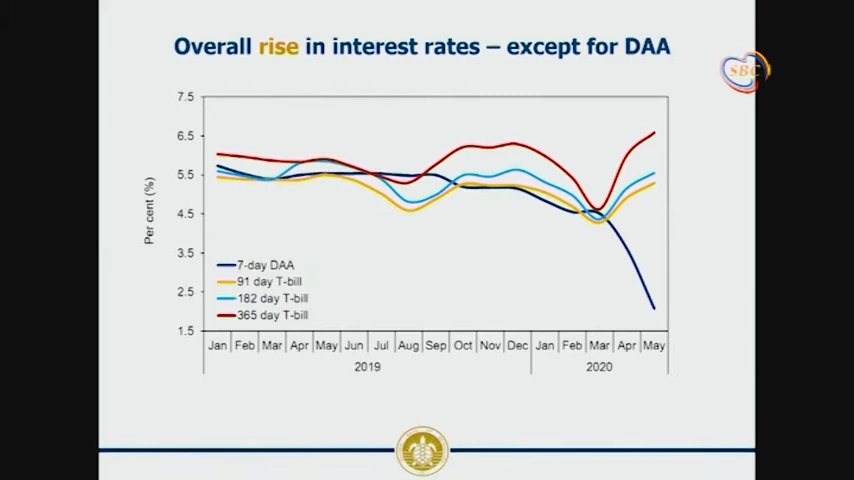 Overall rise in interest rates – except for DAA
SBC
7.5
6.5
5.5
4.5
3.5
2.5
1.5
Per cent (%)
7-day DAA
91 day T-bill
182 day T-bill
365 day T-bill
Jan Feb Mar Apr May Jun Jul Aug Sep Oct Nov Dec Jan Feb Mar Apr May
2019 2020